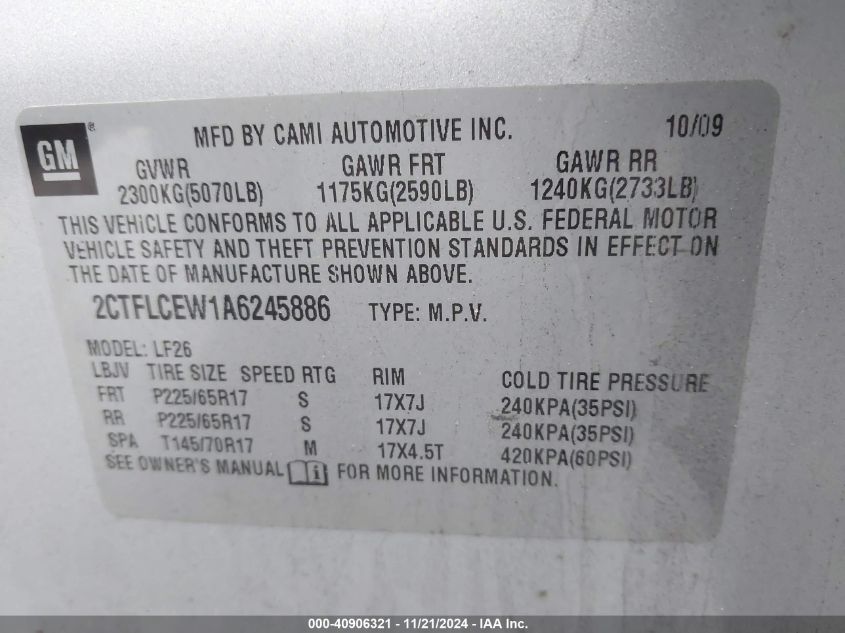 GM® MFD BY CAMI AUTOMOTIVE INC. 10/09
GVWR GAWR FRT GAWR RR
2300KG(5070LB) 1175KG(2590LB) 1240KG(2733LB)
THIS VEHICLE CONFORMS TO ALL APPLICABLE U.S. FEDERAL MOTOR
VEHICLE SAFETY AND THEFT PREVENTION STANDARDS IN EFFECT ON
THE DATE OF MANUFACTURE SHOWN ABOVE.
2CTFLCEW1A6245886 TYPE: M.P.V.
MODEL: LF26
LBJV TIRE SIZE SPEED RTG RIM COLD TIRE PRESSURE
FRT P225/65R17 S 17X7J 240KPA(35PSI)
RR P225/65R17 S 17X7J 240KPA(35PSI)
SPA T145/70R17 M 17X4.5T 420KPA(60PSI)
SEE OWNER'S MANUAL i FOR MORE INFORMATION.
000-40906321 - 11/21/2024 - IAA Inc.